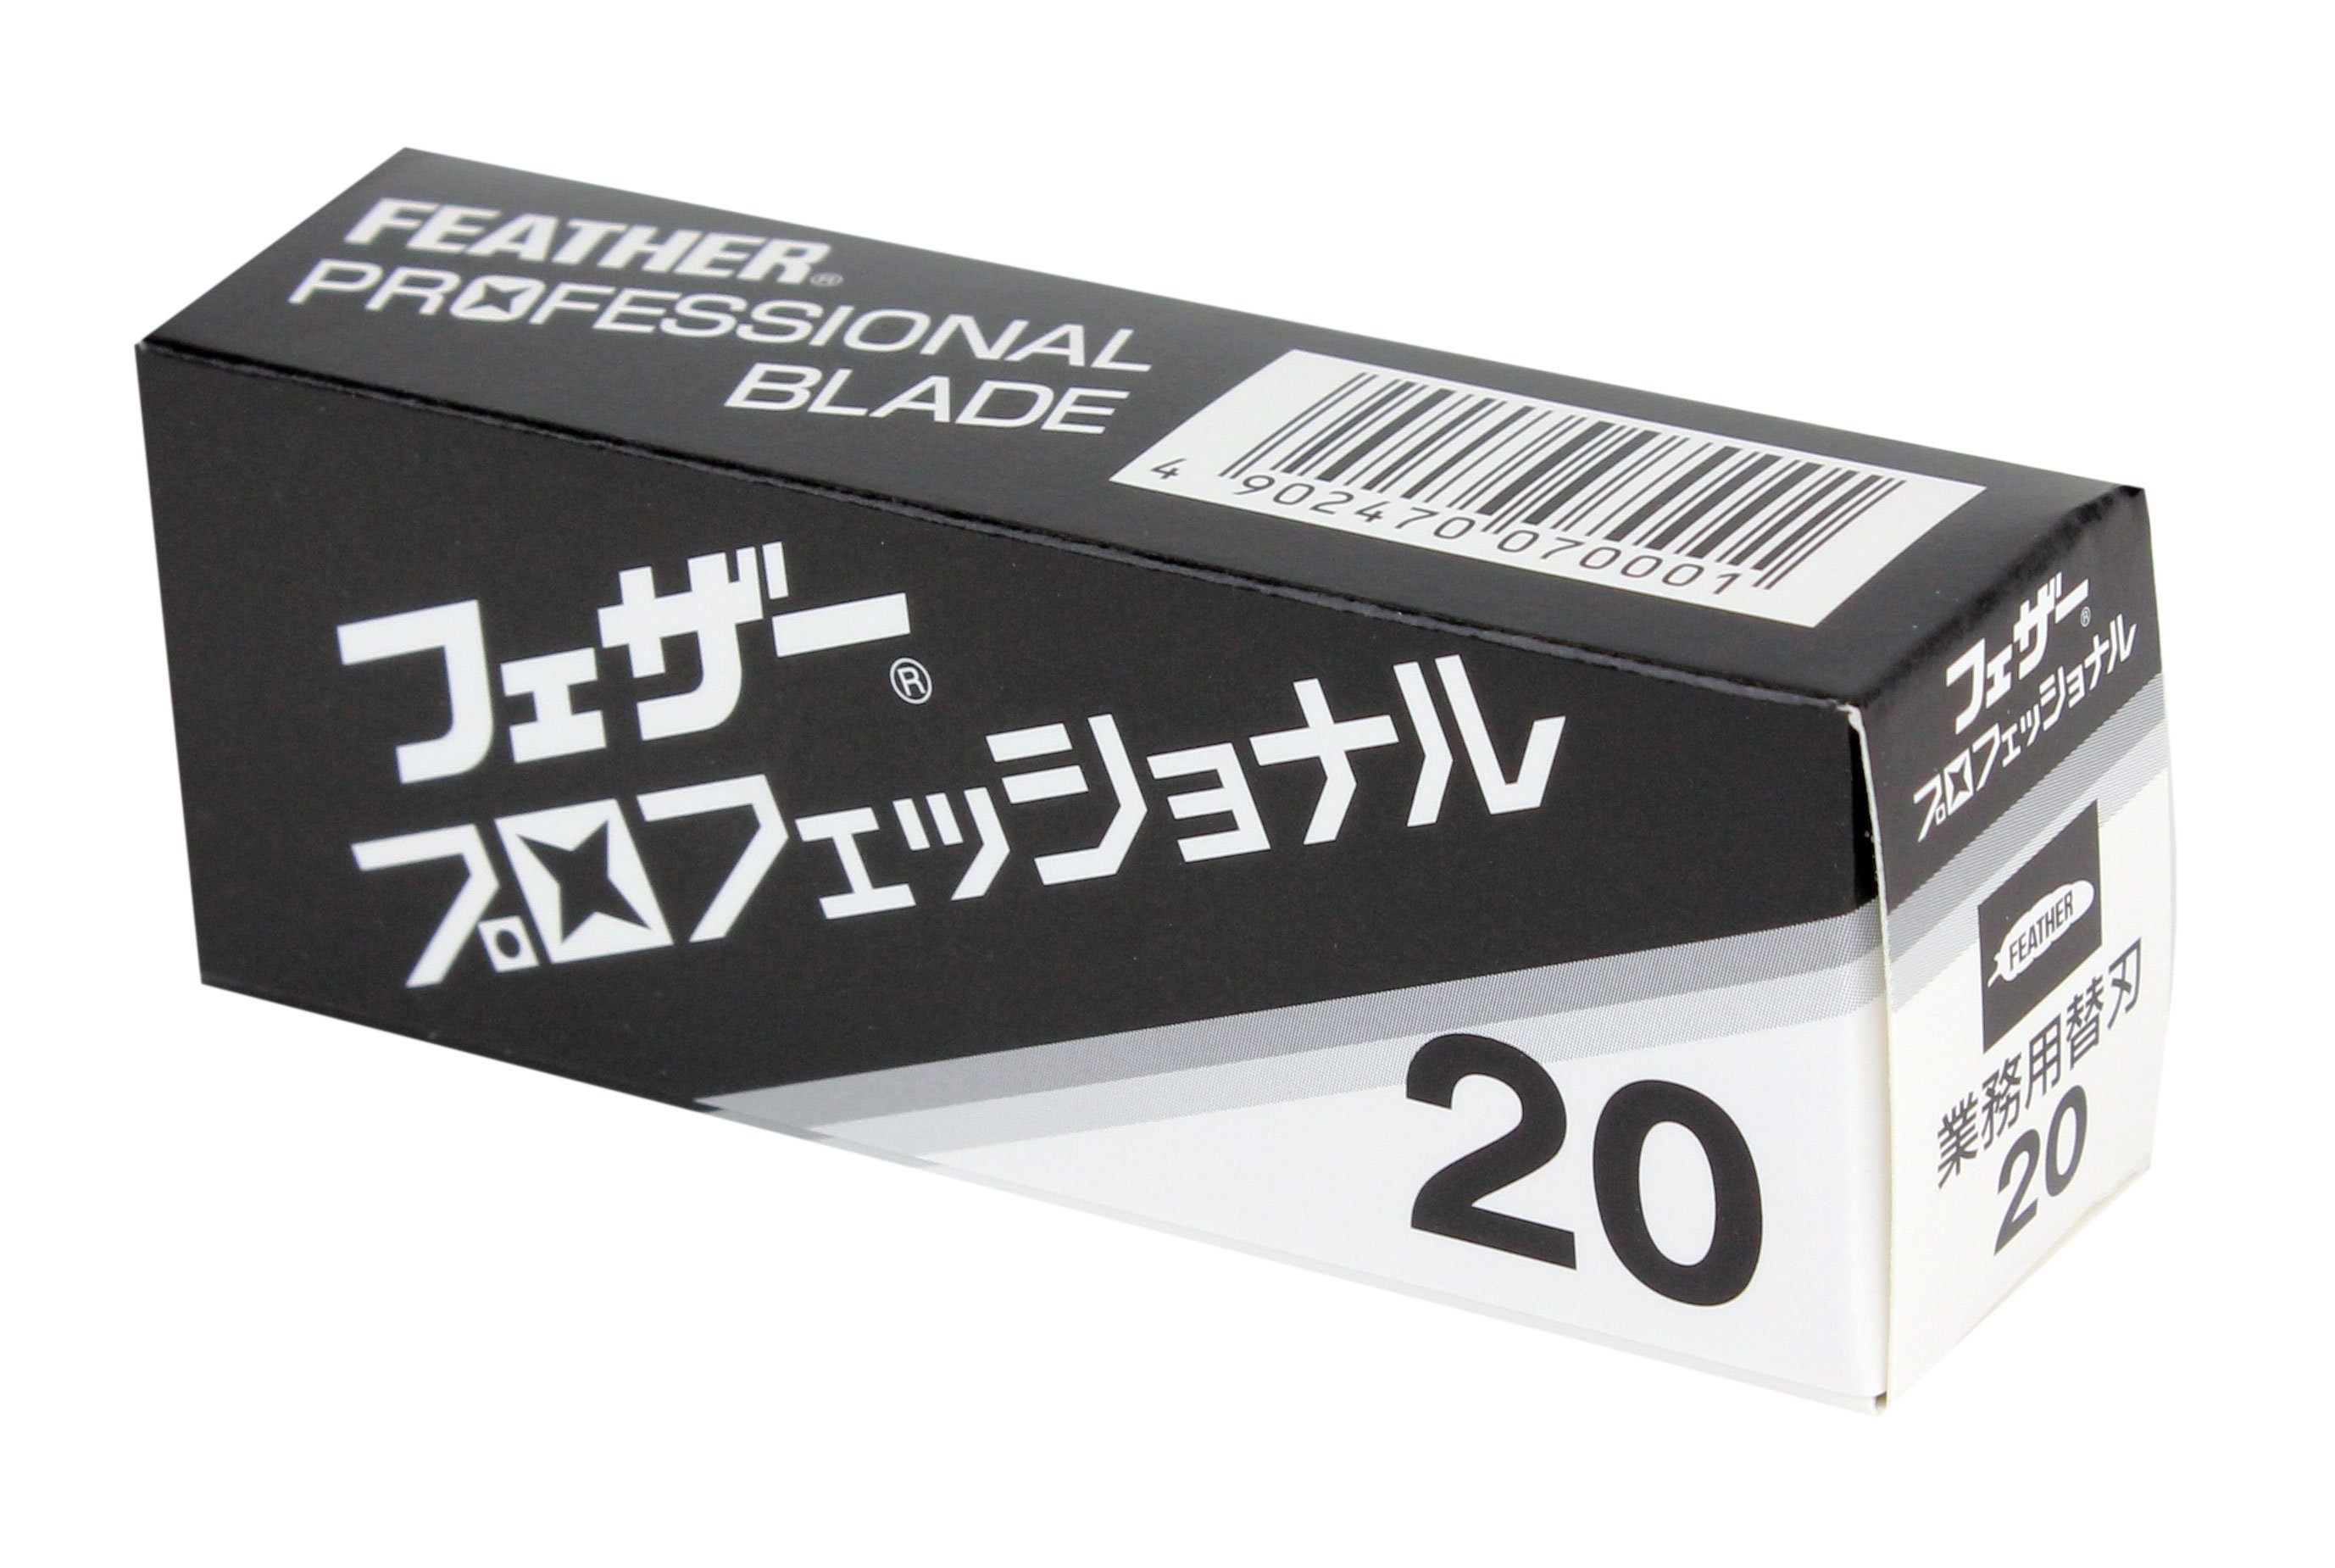 FEATHER®
PROFESSIONAL
BLADE
4 902470 070001
フェザー®
プロフェッショナル
20
フェザー®
プロフェッショナル
FEATHER
業務用替刃
20